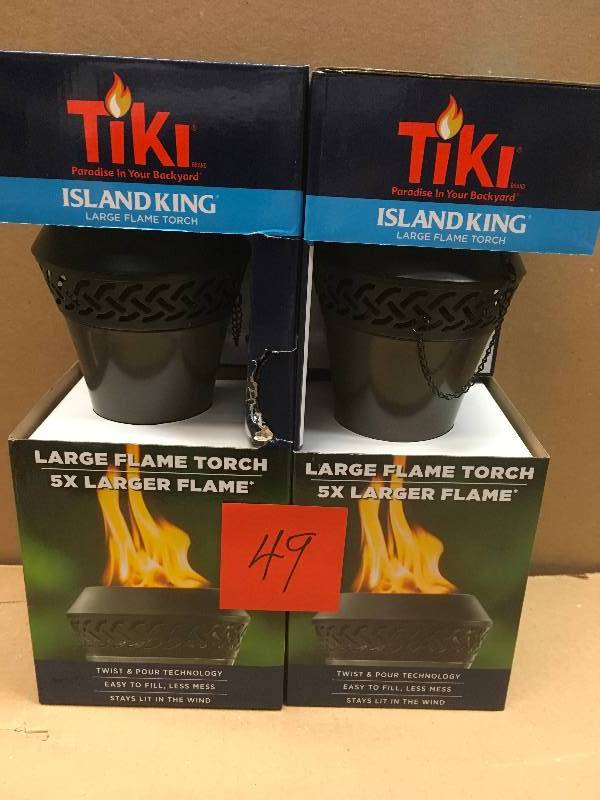 TiKi®
BRAND
Paradise In Your Backyard®
ISLAND KING®
LARGE FLAME TORCH
TiKi®
BRAND
Paradise In Your Backyard®
ISLAND KING®
LARGE FLAME TORCH
LARGE FLAME TORCH
5X LARGER FLAME*
TWIST & POUR TECHNOLOGY
EASY TO FILL, LESS MESS
STAYS LIT IN THE WIND
49
LARGE FLAME TORCH
5X LARGER FLAME*
TWIST & POUR TECHNOLOGY
EASY TO FILL, LESS MESS
STAYS LIT IN THE WIND